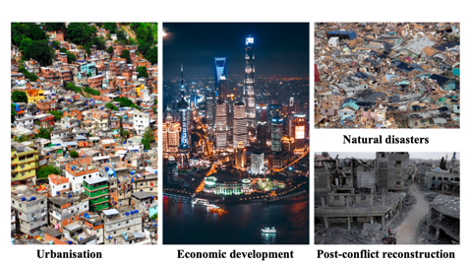 Natural disasters
Urbanisation
Economic development
Post-conflict reconstruction